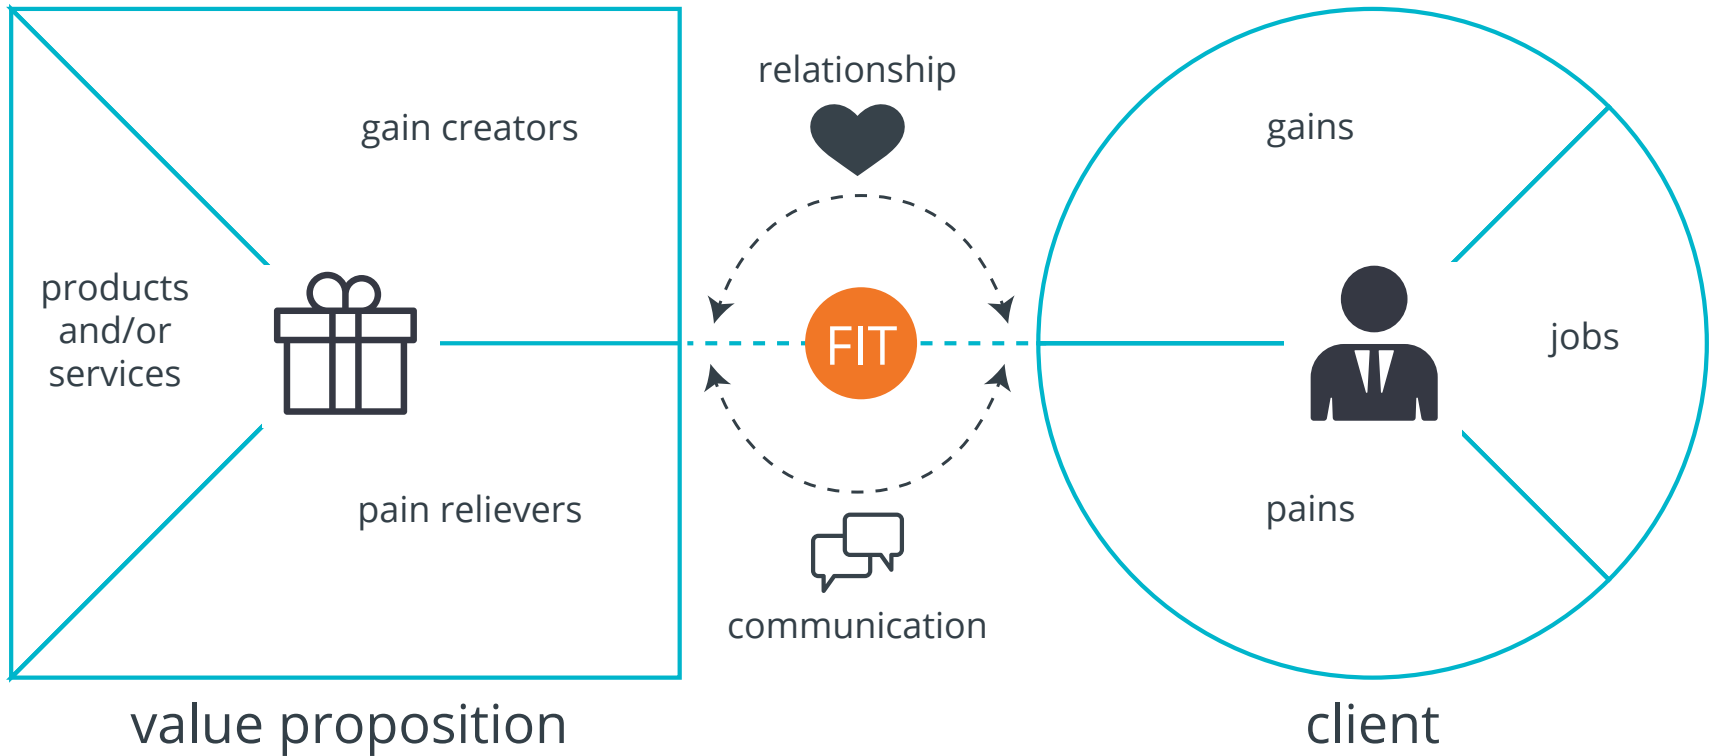 relationship
gain creators
gains
products
and/or
services
FIT
jobs
pain relievers
pains
communication
value proposition
client